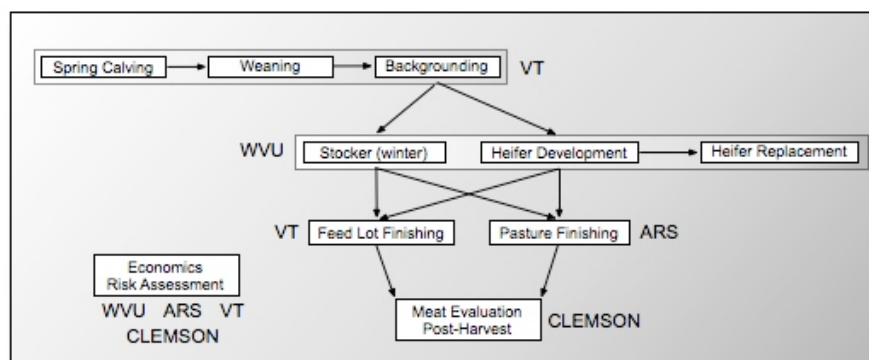 Spring Calving
Weaning
Backgrounding
VT
WVU
Stocker (winter)
Heifer Development
Heifer Replacement
VT
Feed Lot Finishing
Pasture Finishing
ARS
Economics
Risk Assessment
WVU ARS VT
CLEMSON
Meat Evaluation
Post-Harvest
CLEMSON